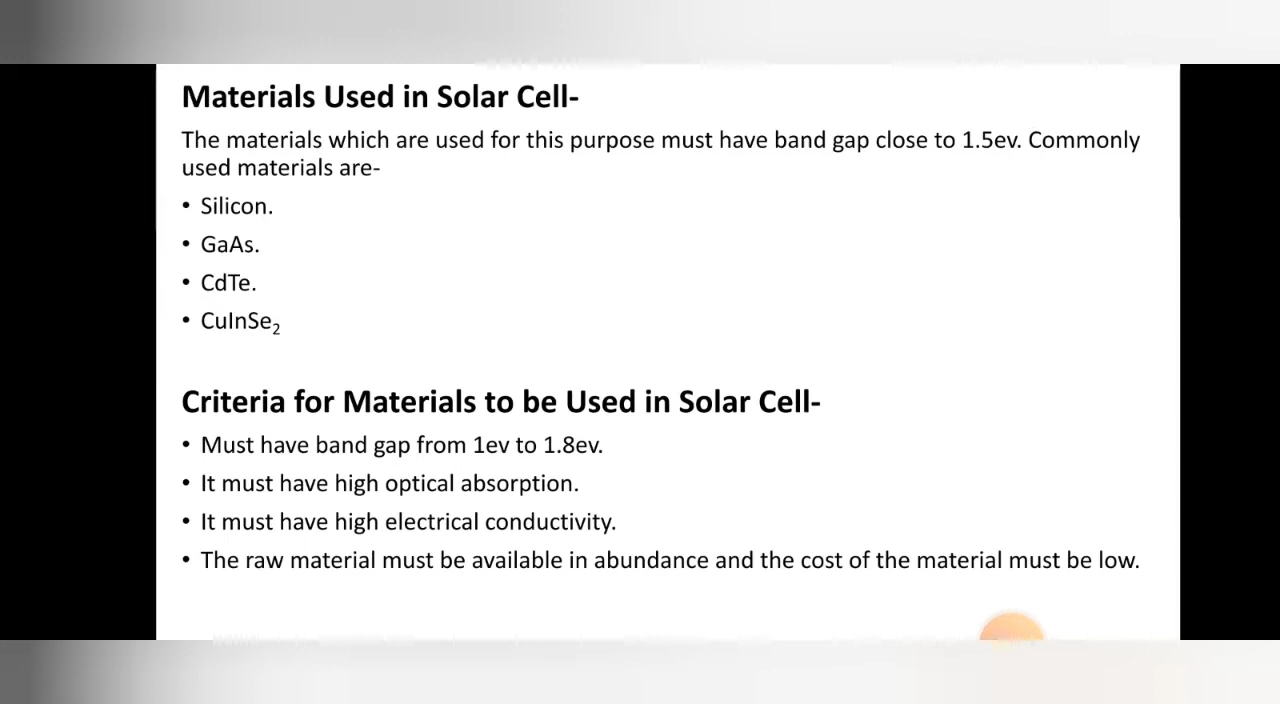 Materials Used in Solar Cell-
The materials which are used for this purpose must have band gap close to 1.5ev. Commonly
used materials are-
• Silicon.
• GaAs.
• CdTe.
• CuInSe₂
Criteria for Materials to be Used in Solar Cell-
• Must have band gap from 1ev to 1.8ev.
• It must have high optical absorption.
• It must have high electrical conductivity.
• The raw material must be available in abundance and the cost of the material must be low.